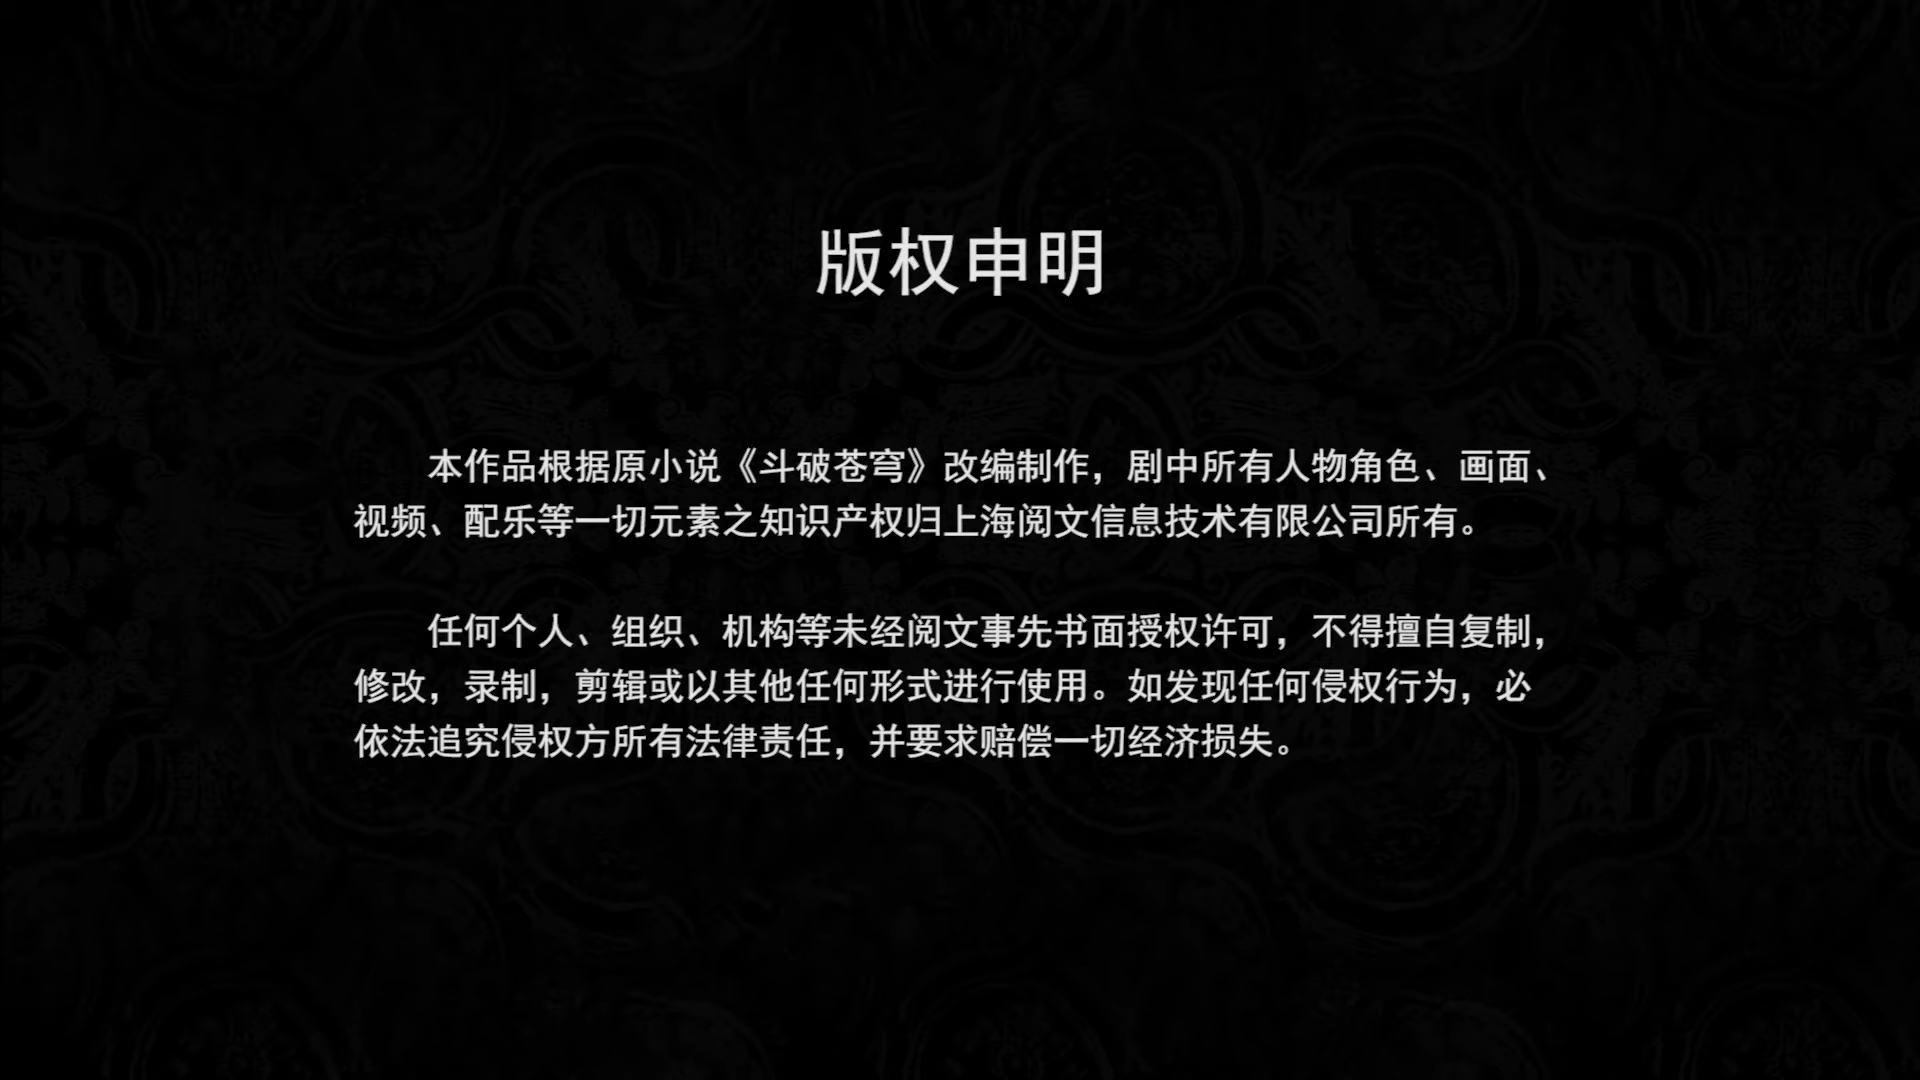 版权申明
本作品根据原小说《斗破苍穹》改编制作，剧中所有人物角色、画面、
视频、配乐等一切元素之知识产权归上海阅文信息技术有限公司所有。
任何个人、组织、机构等未经阅文事先书面授权许可，不得擅自复制，
修改，录制，剪辑或以其他任何形式进行使用。如发现任何侵权行为，必
依法追究侵权方所有法律责任，并要求赔偿一切经济损失。